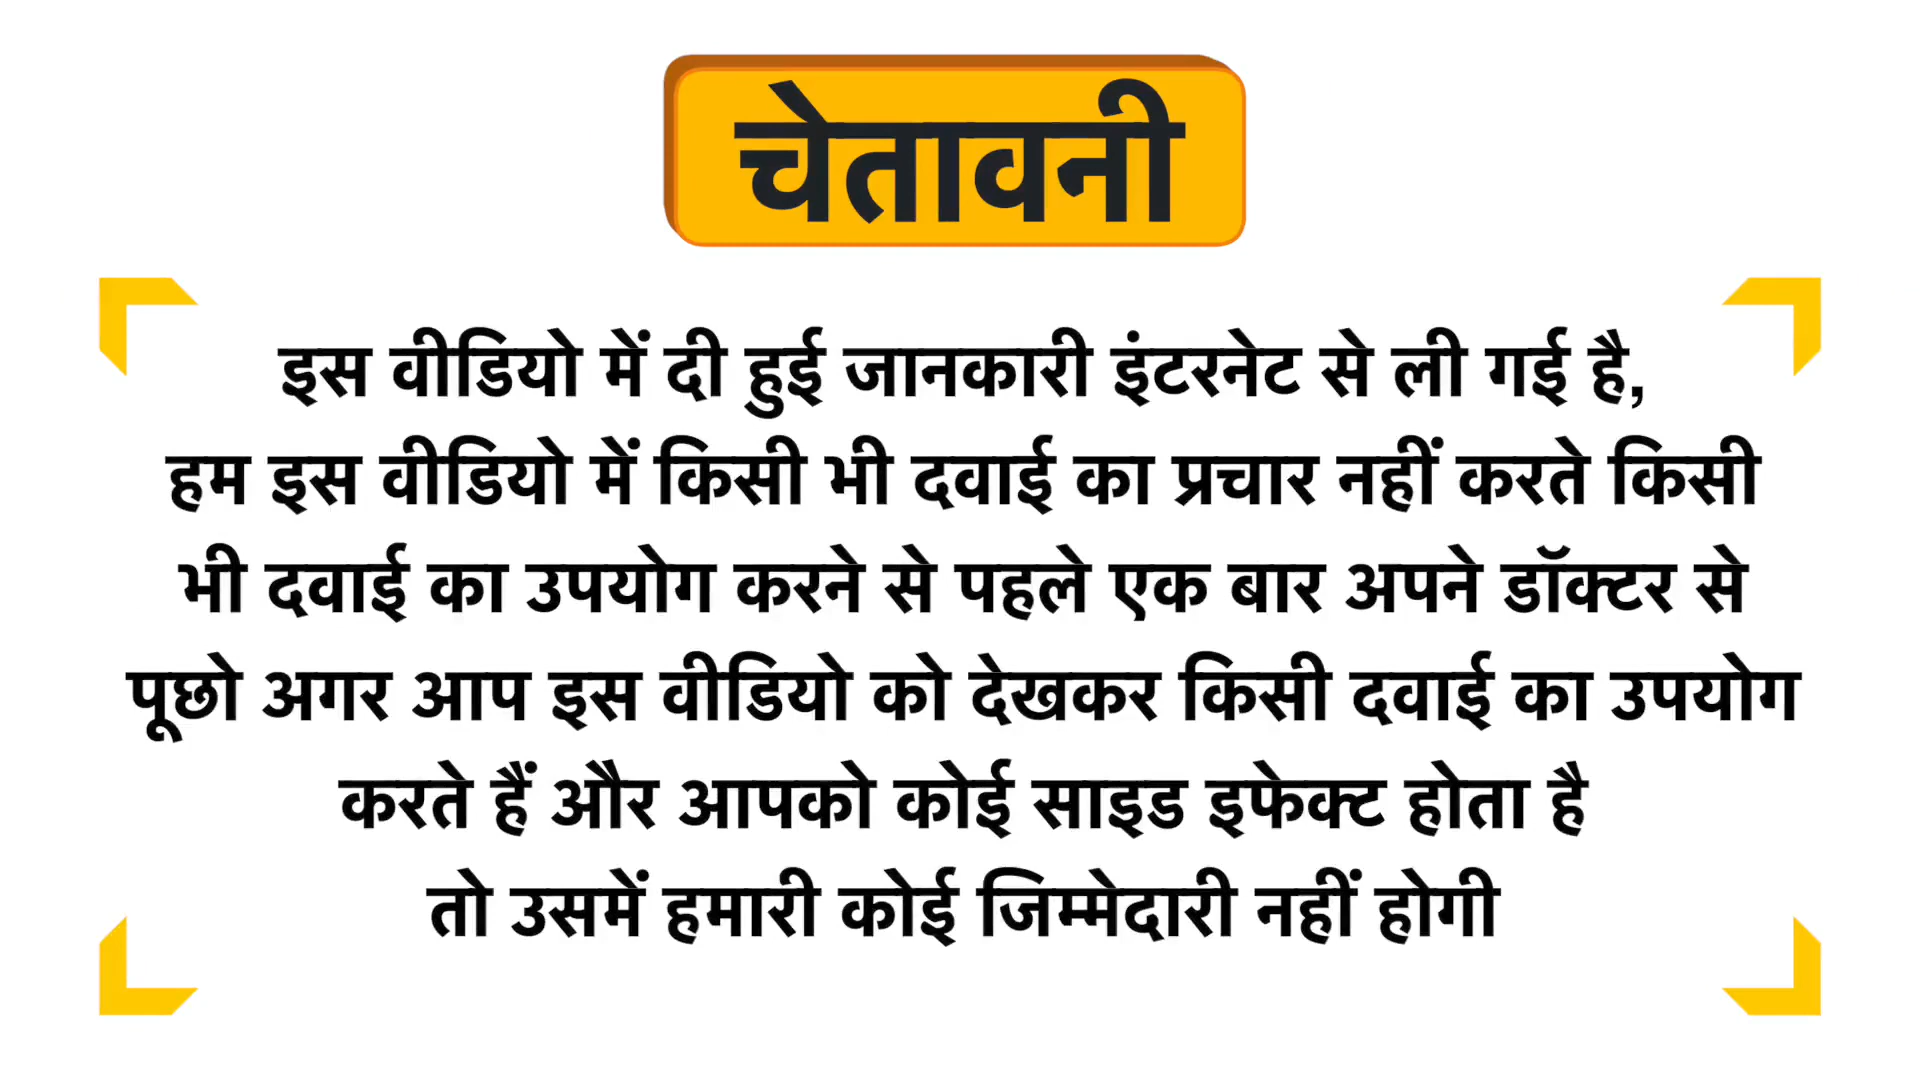 चेतावनी
इस वीडियो में दी हुई जानकारी इंटरनेट से ली गई है,
हम इस वीडियो में किसी भी दवाई का प्रचार नहीं करते किसी
भी दवाई का उपयोग करने से पहले एक बार अपने डॉक्टर से
पूछो अगर आप इस वीडियो को देखकर किसी दवाई का उपयोग
करते हैं और आपको कोई साइड इफेक्ट होता है
तो उसमें हमारी कोई जिम्मेदारी नहीं होगी